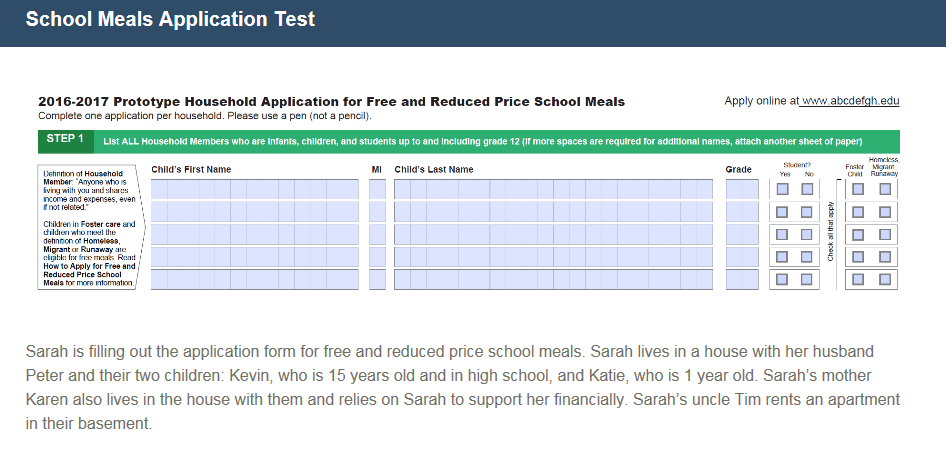 School Meals Application Test
2016-2017 Prototype Household Application for Free and Reduced Price School Meals
Apply online at www.abcdefgh.edu
Complete one application per household. Please use a pen (not a pencil).
STEP 1
List ALL Household Members who are infants, children, and students up to and including grade 12 (if more spaces are required for additional names, attach another sheet of paper)
Definition of Household
Member: "Anyone who is
living with you and shares
income and expenses, even
if not related."
Children in Foster care and
children who meet the
definition of Homeless,
Migrant or Runaway are
eligible for free meals. Read
How to Apply for Free and
Reduced Price School
Meals for more information.
Child's First Name
MI
Child's Last Name
Grade
Student?
Yes No
Check all that apply
Foster
Child
Homeless,
Migrant
Runaway
Sarah is filling out the application form for free and reduced price school meals. Sarah lives in a house with her husband
Peter and their two children: Kevin, who is 15 years old and in high school, and Katie, who is 1 year old. Sarah's mother
Karen also lives in the house with them and relies on Sarah to support her financially. Sarah's uncle Tim rents an apartment
in their basement.